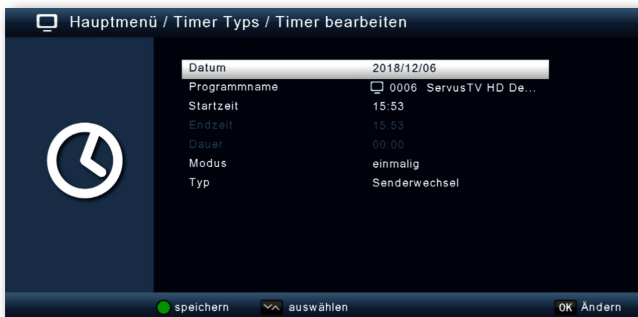 Hauptmenü / Timer Typs / Timer bearbeiten
Datum 2018/12/06
Programmname 0006 ServusTV HD De...
Startzeit 15:53
Endzeit 15:53
Dauer 00:00
Modus einmalig
Typ Senderwechsel
speichern auswählen OK Ändern